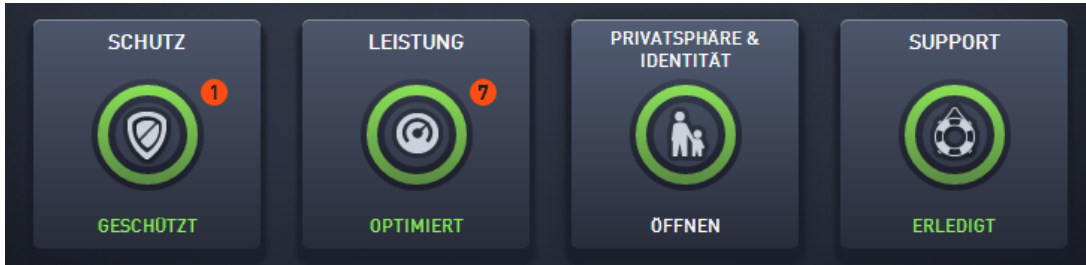 SCHUTZ
1
GESCHÜTZT
LEISTUNG
7
OPTIMIERT
PRIVATSPHÄRE &
IDENTITÄT
ÖFFNEN
SUPPORT
ERLEDIGT